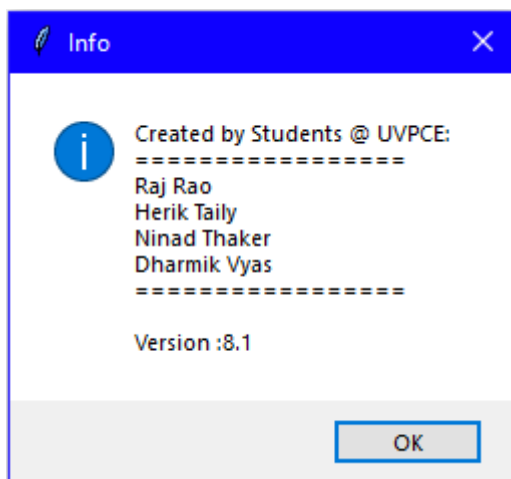 Info
Created by Students @ UVPCE:
=================
Raj Rao
Herik Taily
Ninad Thaker
Dharmik Vyas
=================
Version :8.1
OK